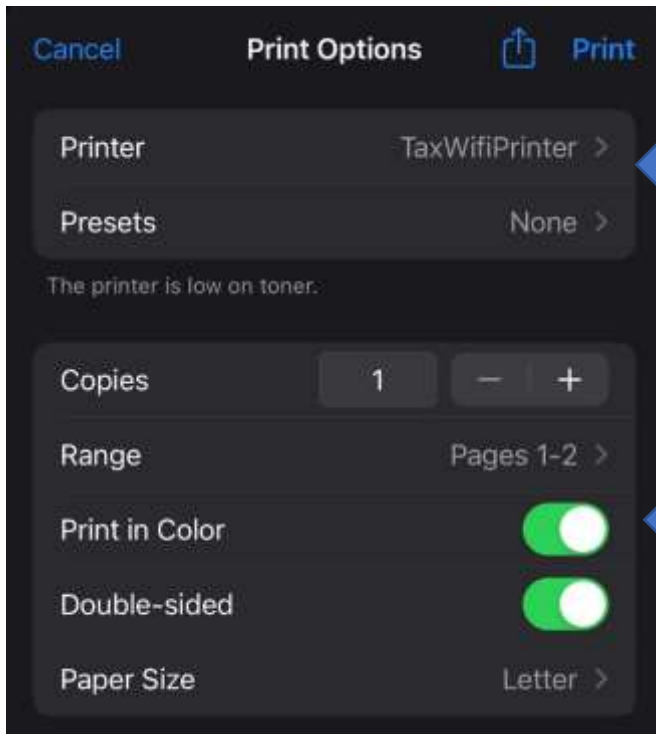 Cancel Print Options Print
Printer TaxWifiPrinter >
Presets None >
The printer is low on toner.
Copies 1 − +
Range Pages 1-2 >
Print in Color
Double-sided
Paper Size Letter >